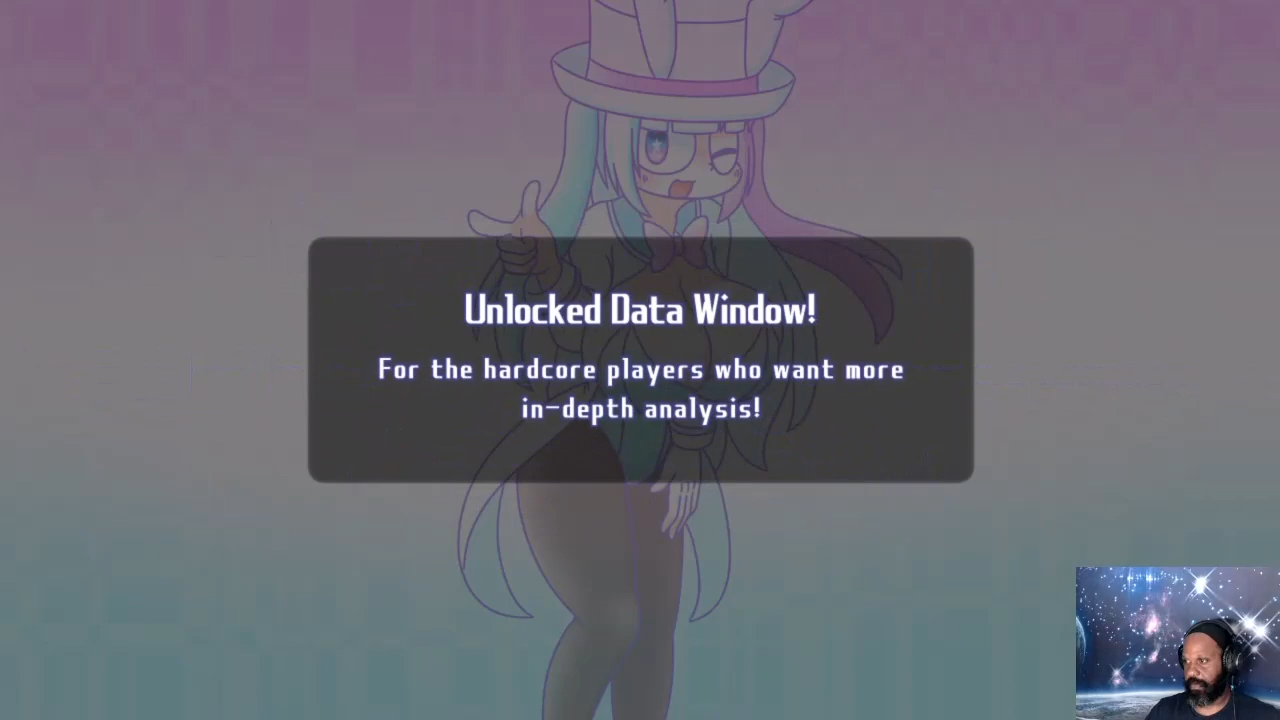 Unlocked Data Window!
For the hardcore players who want more
in-depth analysis!